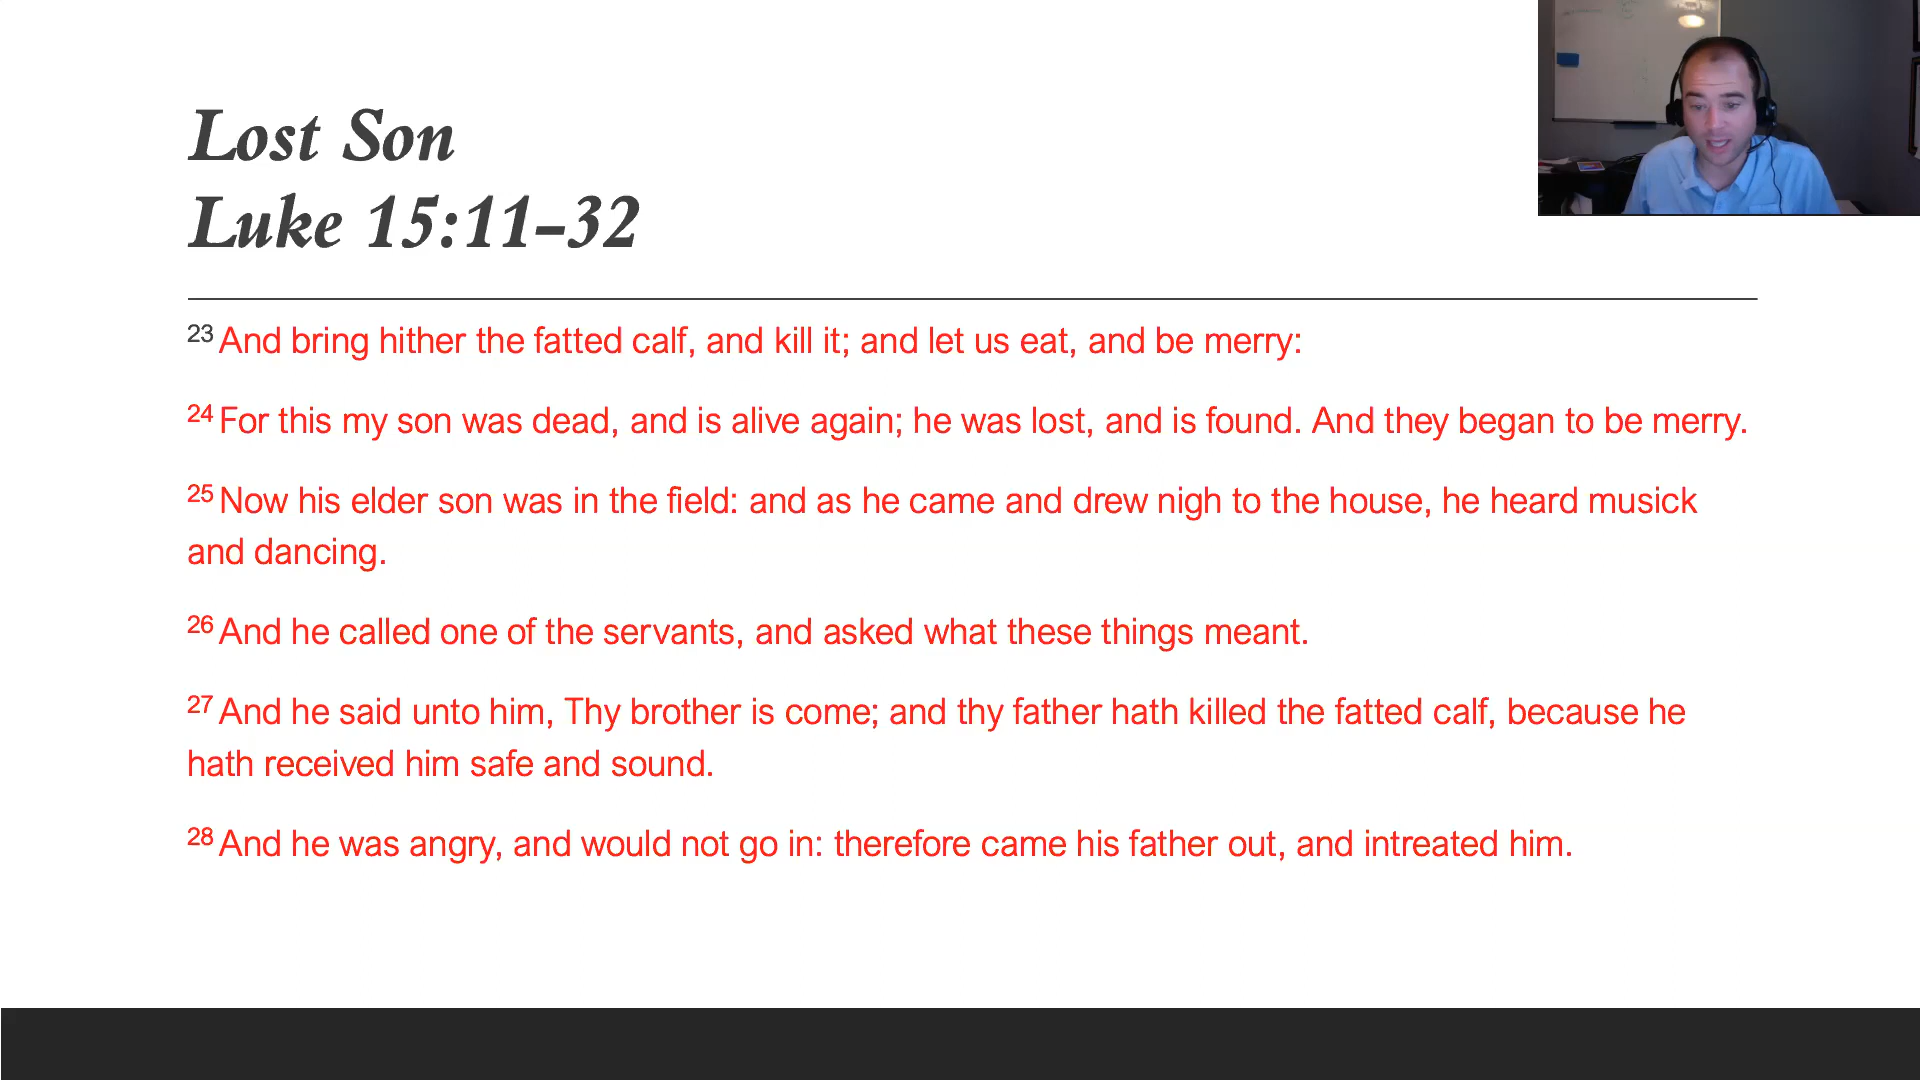 Lost Son
Luke 15:11–32
23 And bring hither the fatted calf, and kill it; and let us eat, and be merry:
24 For this my son was dead, and is alive again; he was lost, and is found. And they began to be merry.
25 Now his elder son was in the field: and as he came and drew nigh to the house, he heard musick
and dancing.
26 And he called one of the servants, and asked what these things meant.
27 And he said unto him, Thy brother is come; and thy father hath killed the fatted calf, because he
hath received him safe and sound.
28 And he was angry, and would not go in: therefore came his father out, and intreated him.